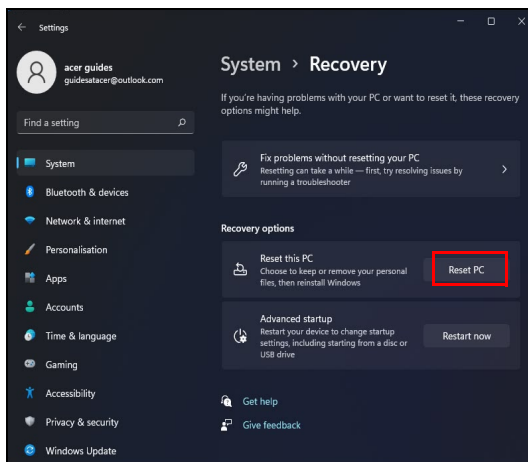 Settings
acer guides
guidesatacer@outlook.com
Find a setting
System
Bluetooth & devices
Network & internet
Personalisation
Apps
Accounts
Time & language
Gaming
Accessibility
Privacy & security
Windows Update
System > Recovery
If you're having problems with your PC or want to reset it, these recovery
options might help.
Fix problems without resetting your PC
Resetting can take a while — first, try resolving issues by
running a troubleshooter
Recovery options
Reset this PC
Choose to keep or remove your personal
files, then reinstall Windows
Reset PC
Advanced startup
Restart your device to change startup
settings, including starting from a disc or
USB drive
Restart now
Get help
Give feedback